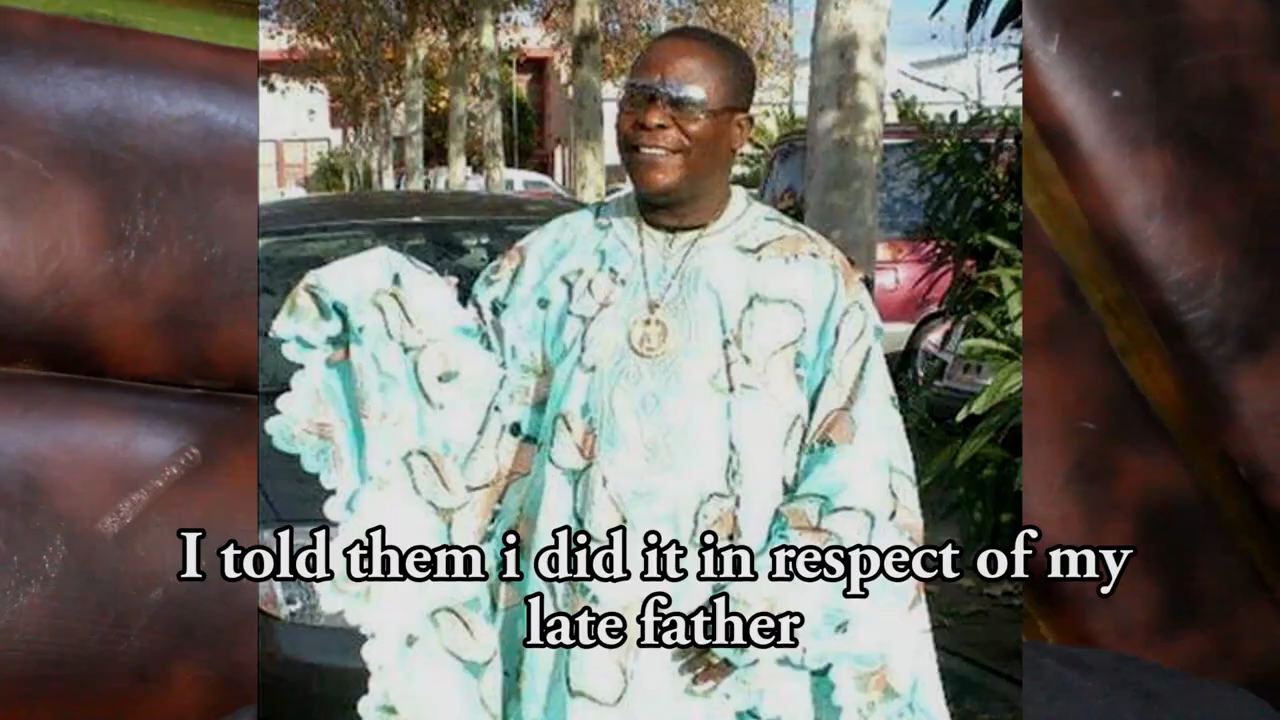 I told them i did it in respect of my
late father